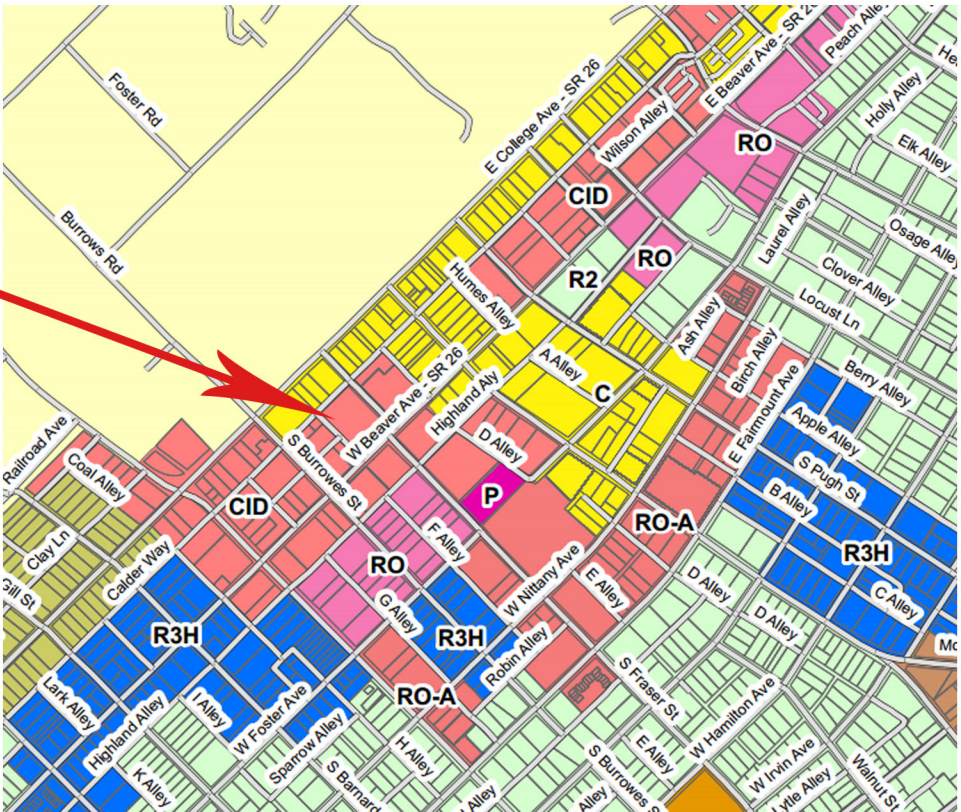 Peach Alle
Foster Rd
E Beaver Ave - SR 26
E College Ave - SR 26
Holly Alley
Wilson Alley
RO
Elk Alley
CID
Burrows Rd
Laurel Alley
Osage Alley
R2
RO
Humes Alley
Clover Alley
Locust Ln
Ash Alley
A Alley
Birch Alley
Berry Alley
W Beaver Ave - SR 26
Highland Aly
C
E Fairmount Ave
Apple Alley
Railroad Ave
Coal Alley
S Burrowes St
D Alley
S Pugh St
P
B Alley
CID
RO-A
Clay Ln
Calder Way
F Alley
R3H
RO
W Nittany Ave
E Alley
D Alley
C Alley
Gill St
G Alley
D Alley
R3H
R3H
Robin Alley
RO-A
S Fraser St
Lark Alley
Highland Alley
I Alley
W Foster Ave
W Hamilton Ave
Sparrow Alley
H Alley
E Alley
W Irvin Ave
Walnut St
K Alley
S Barnard
S Burrowes S
Lytle Alley
Alley
Alley